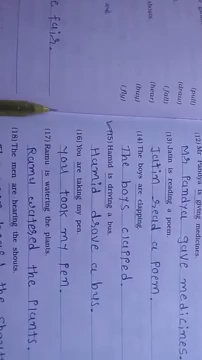 (pull)
(draw)
(fall)
(hear)
(buy)
(fly)
e fair.
(12) Mr. Pandya is giving medicines.
Mr. Pandya gave medicines.
(13) Jatin is reading a poem.
Jatin read a poem.
(14) The boys are clapping.
The boys clapped.
(15) Hamid is driving a bus.
Hamid drove a bus.
(16) You are taking my pen.
You took my pen.
(17) Ramu is watering the plants.
Ramu watered the plants.
(18) The men are hearing the shouts.